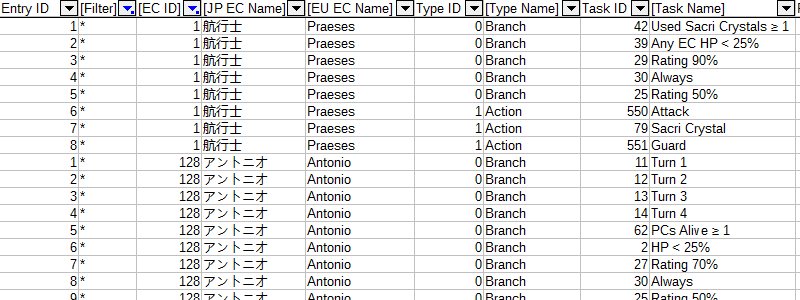 Entry ID [Filter] [EC ID] [JP EC Name] [EU EC Name] Type ID [Type Name] Task ID [Task Name]
1 * 1 航行士 Praeses 0 Branch 42 Used Sacri Crystals ≥ 1
2 * 1 航行士 Praeses 0 Branch 39 Any EC HP < 25%
3 * 1 航行士 Praeses 0 Branch 29 Rating 90%
4 * 1 航行士 Praeses 0 Branch 30 Always
5 * 1 航行士 Praeses 0 Branch 25 Rating 50%
6 * 1 航行士 Praeses 1 Action 550 Attack
7 * 1 航行士 Praeses 1 Action 79 Sacri Crystal
8 * 1 航行士 Praeses 1 Action 551 Guard
1 * 128 アントニオ Antonio 0 Branch 11 Turn 1
2 * 128 アントニオ Antonio 0 Branch 12 Turn 2
3 * 128 アントニオ Antonio 0 Branch 13 Turn 3
4 * 128 アントニオ Antonio 0 Branch 14 Turn 4
5 * 128 アントニオ Antonio 0 Branch 62 PCs Alive ≥ 1
6 * 128 アントニオ Antonio 0 Branch 2 HP < 25%
7 * 128 アントニオ Antonio 0 Branch 27 Rating 70%
8 * 128 アントニオ Antonio 0 Branch 30 Always
9 * 128 アントニオ Antonio 0 Branch 25 Rating 50%